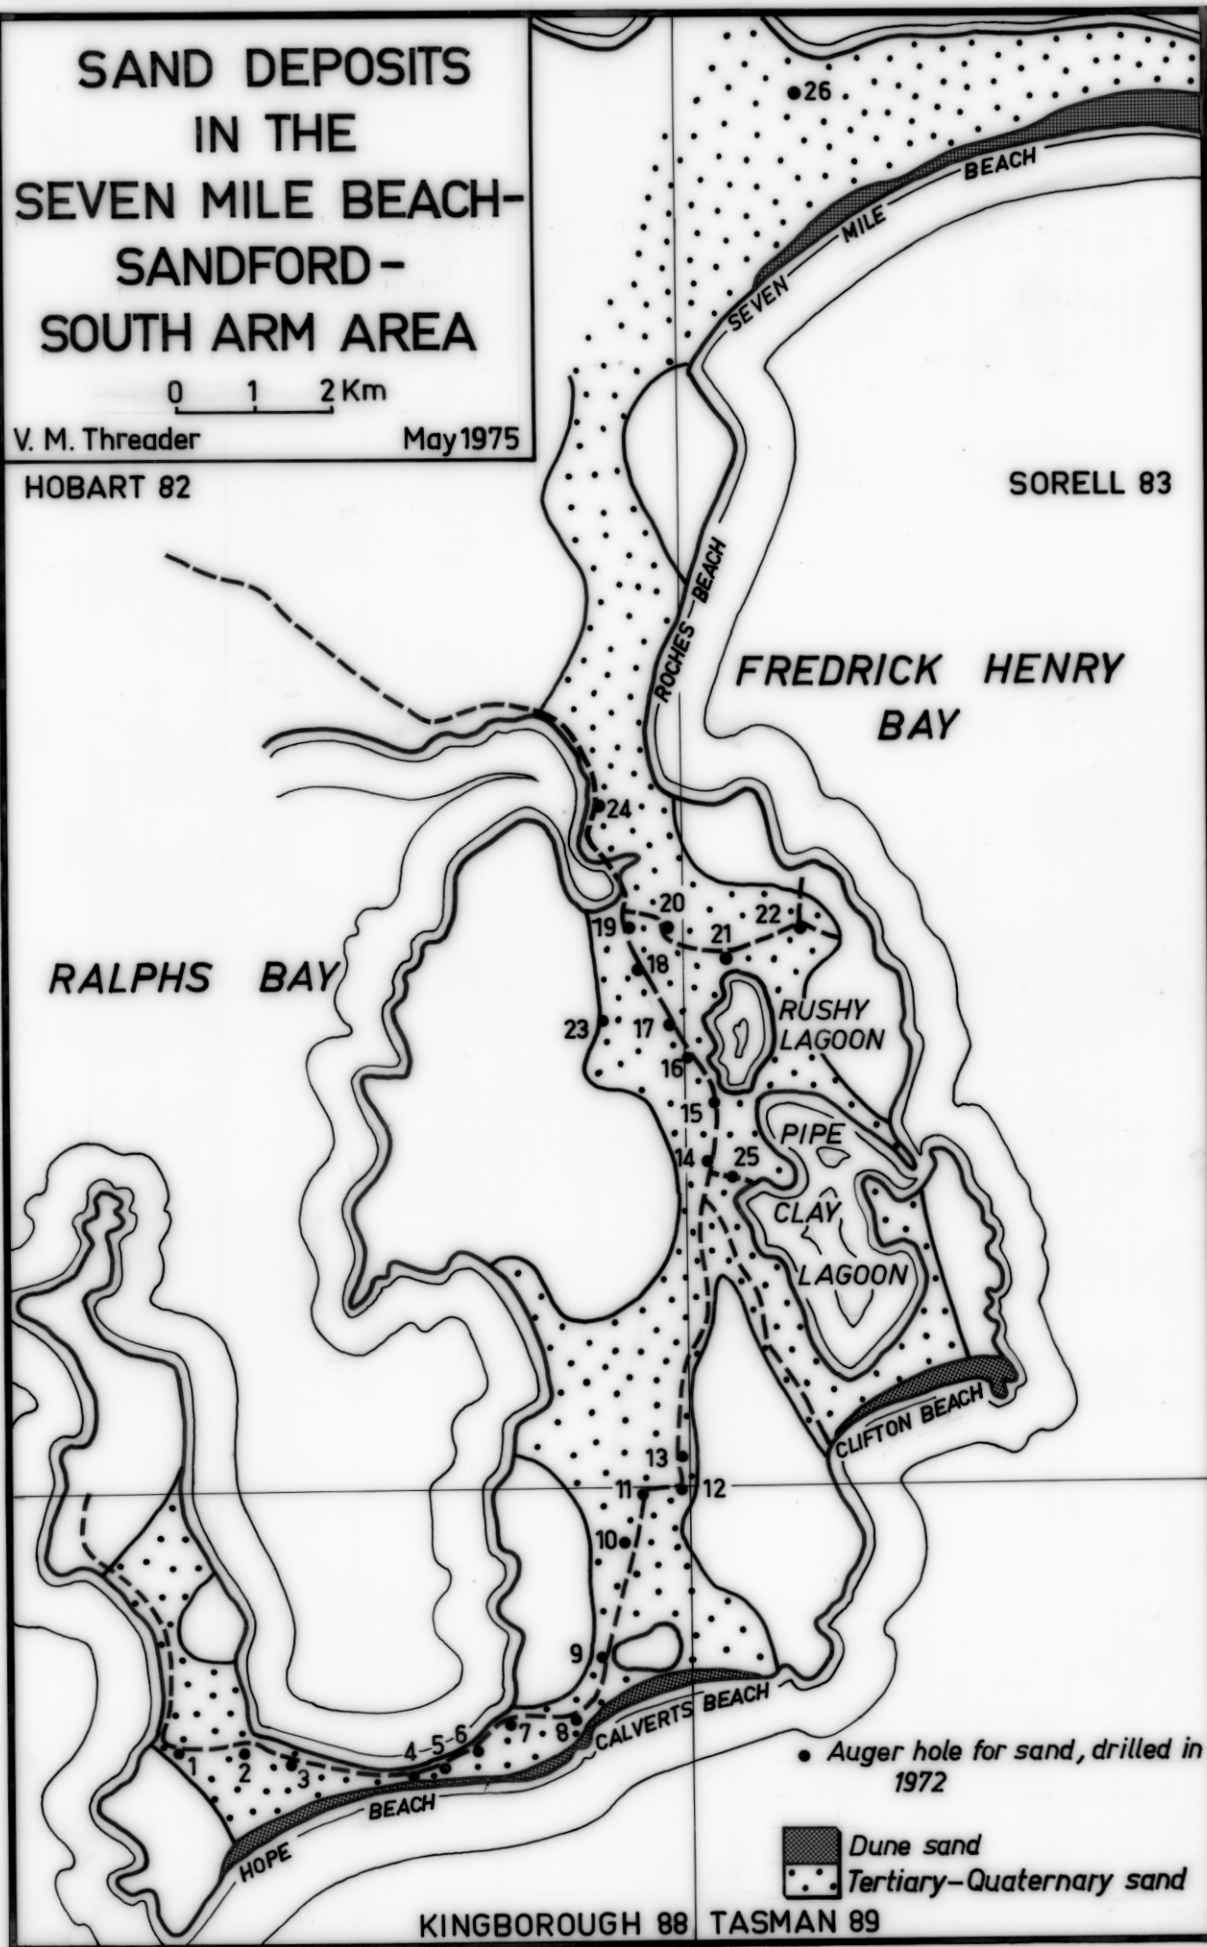 SAND DEPOSITS
IN THE
SEVEN MILE BEACH-
SANDFORD-
SOUTH ARM AREA
0 1 2 Km
V. M. Threader May 1975
HOBART 82
SORELL 83
26
SEVEN MILE BEACH
ROCHES BEACH
FREDRICK HENRY
BAY
24
20
22
19
21
18
RALPHS BAY
23
17
RUSHY
LAGOON
16
15
PIPE
14
25
CLAY
LAGOON
CLIFTON BEACH
13
11
12
10
9
CALVERTS BEACH
1
2
3
4-5-6
7
8
HOPE BEACH
Auger hole for sand, drilled in
1972
Dune sand
Tertiary-Quaternary sand
KINGBOROUGH 88
TASMAN 89